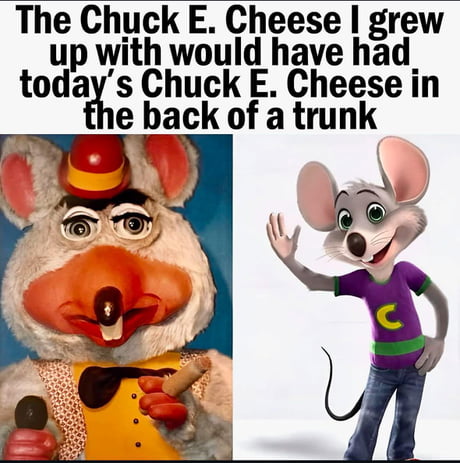 The Chuck E. Cheese I grew
up with would have had
today's Chuck E. Cheese in
the back of a trunk
C